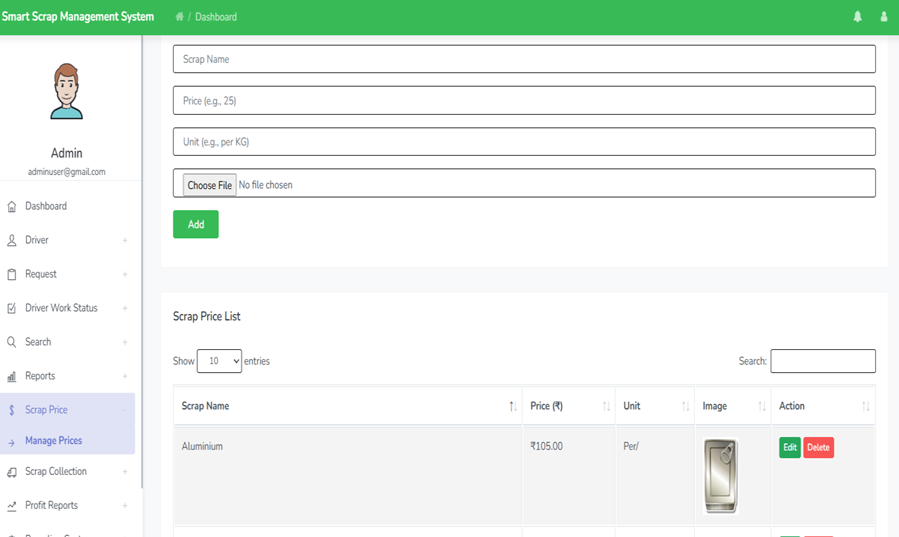 Smart Scrap Management System
/ Dashboard
Admin
adminuser@gmail.com
Dashboard
Driver +
Request +
Driver Work Status +
Search +
Reports +
Scrap Price -
Manage Prices
Scrap Collection +
Profit Reports +
Scrap Name
Price (e.g., 25)
Unit (e.g., per KG)
Choose File No file chosen
Add
Scrap Price List
Show 10 entries
Search:
Scrap Name Price (₹) Unit Image Action
Aluminium ₹105.00 Per/ Edit Delete